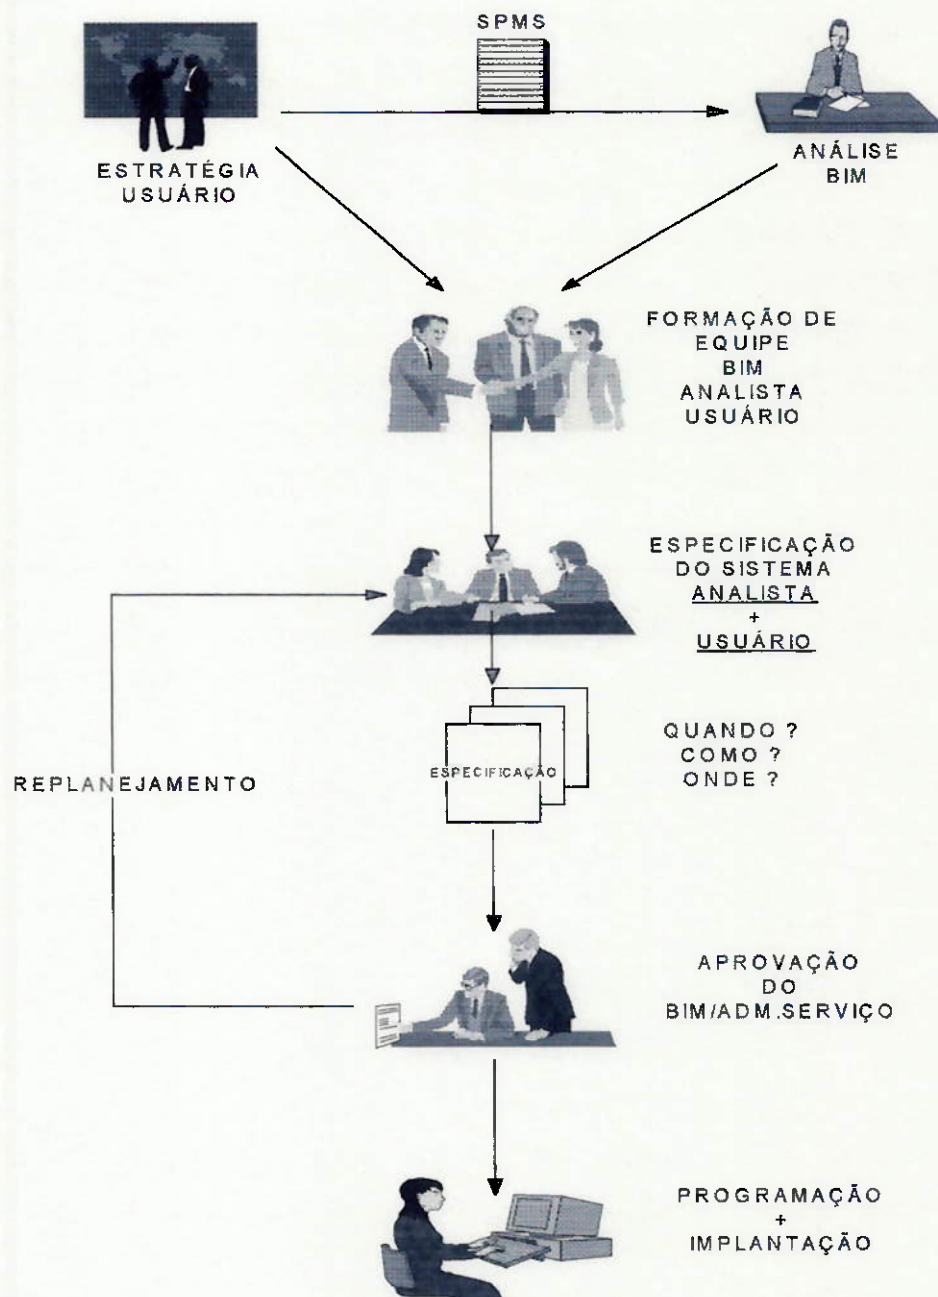 SPMS
ESTRATÉGIA
USUÁRIO
ANÁLISE
BIM
FORMAÇÃO DE
EQUIPE
BIM
ANALISTA
USUÁRIO
ESPECIFICAÇÃO
DO SISTEMA
ANALISTA
+
USUÁRIO
ESPECIFICAÇÃO
QUANDO ?
COMO ?
ONDE ?
REPLANEJAMENTO
APROVAÇÃO
DO
BIM/ADM.SERVIÇO
PROGRAMAÇÃO
+
IMPLANTAÇÃO